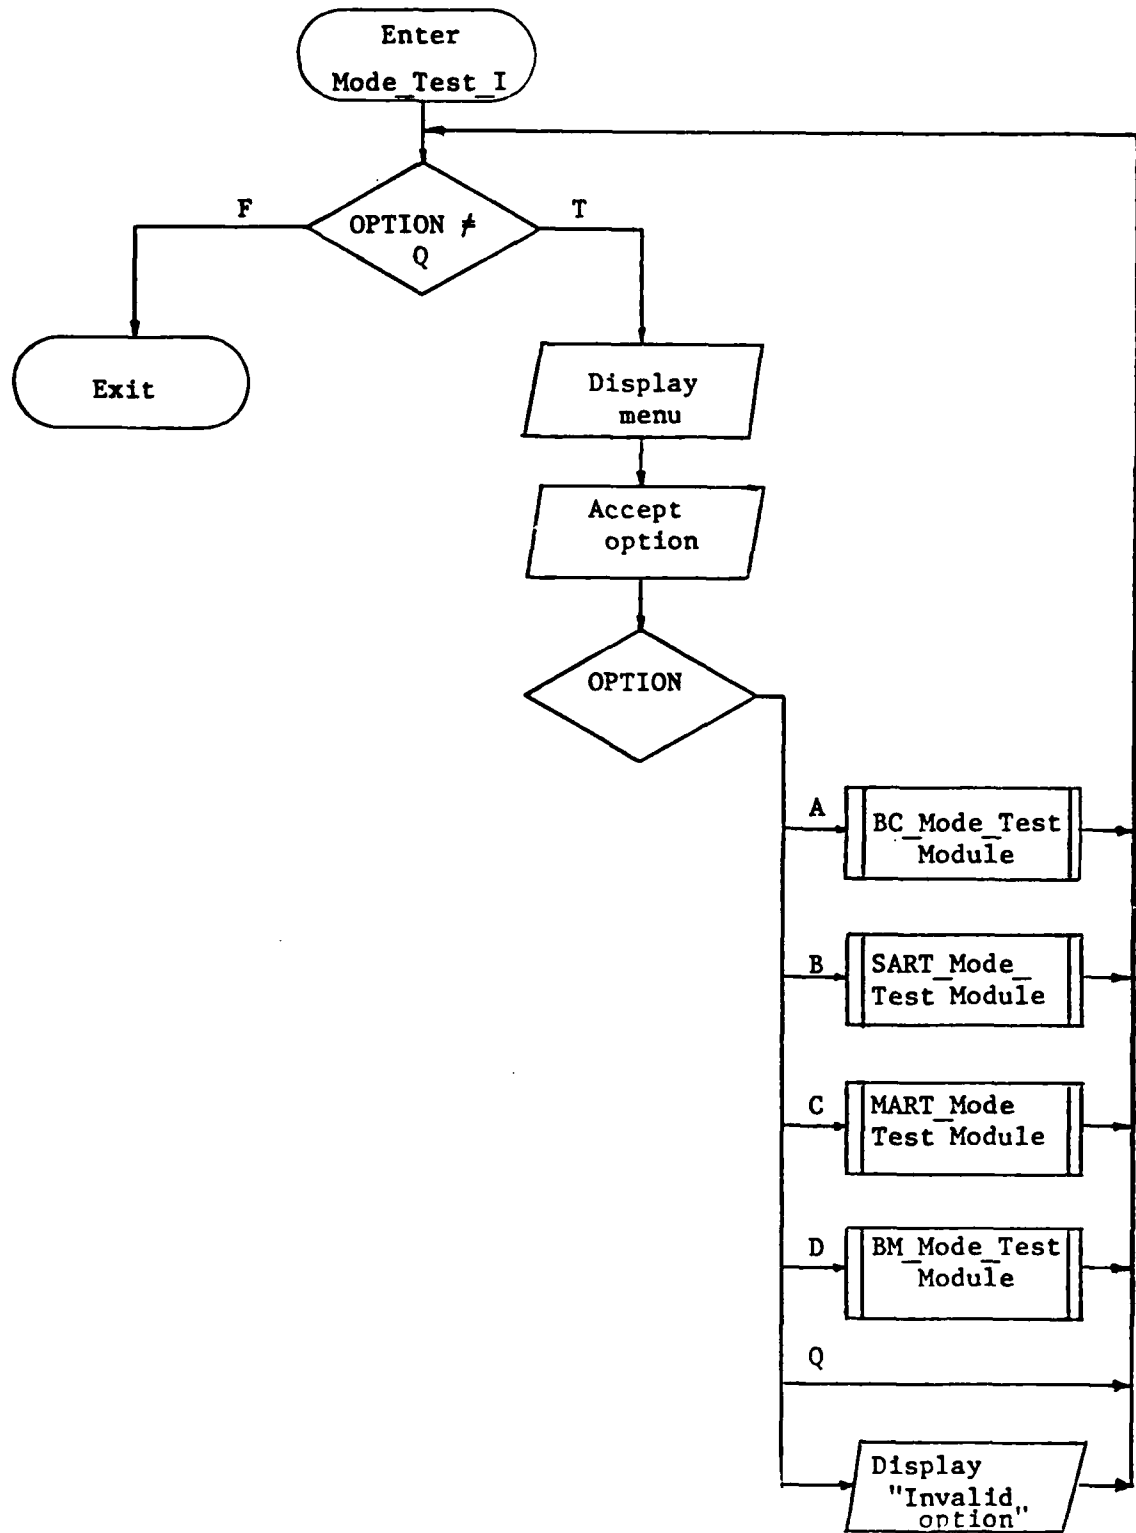 Enter
Mode_Test_I
F
OPTION ≠
Q
T
Exit
Display
menu
Accept
option
OPTION
A
BC_Mode_Test
Module
B
SART_Mode_
Test Module
C
MART_Mode
Test Module
D
BM_Mode_Test
Module
Q
Display
"Invalid
option"